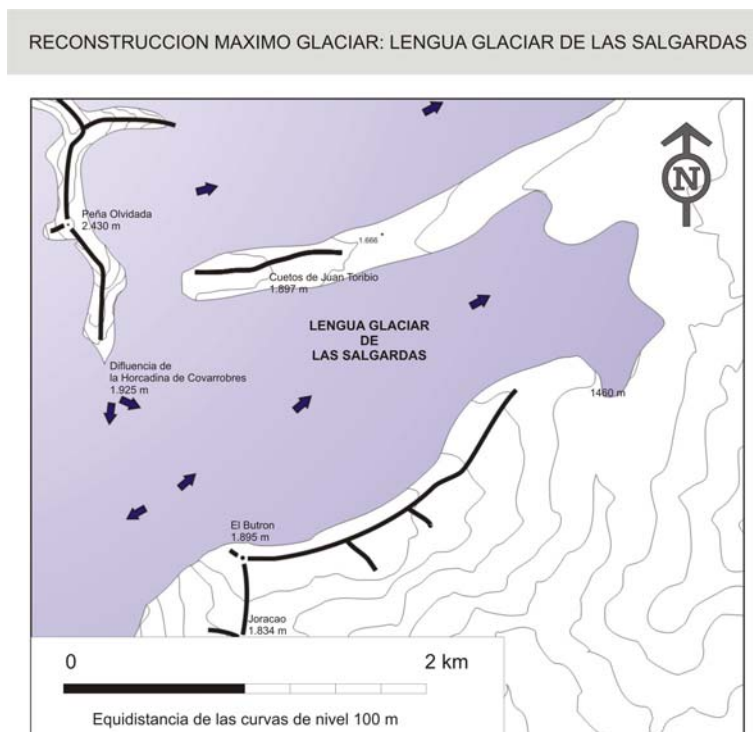 RECONSTRUCCION MAXIMO GLACIAR: LENGUA GLACIAR DE LAS SALGARDAS
N
Peña Olvidada
2.430 m
1.666
Cuetos de Juan Toribio
1.897 m
LENGUA GLACIAR
DE
LAS SALGARDAS
Difluencia de
la Horcadina de Covarrobres
1.925 m
1460 m
El Butron
1.895 m
Joracao
1.834 m
0 2 km
Equidistancia de las curvas de nivel 100 m